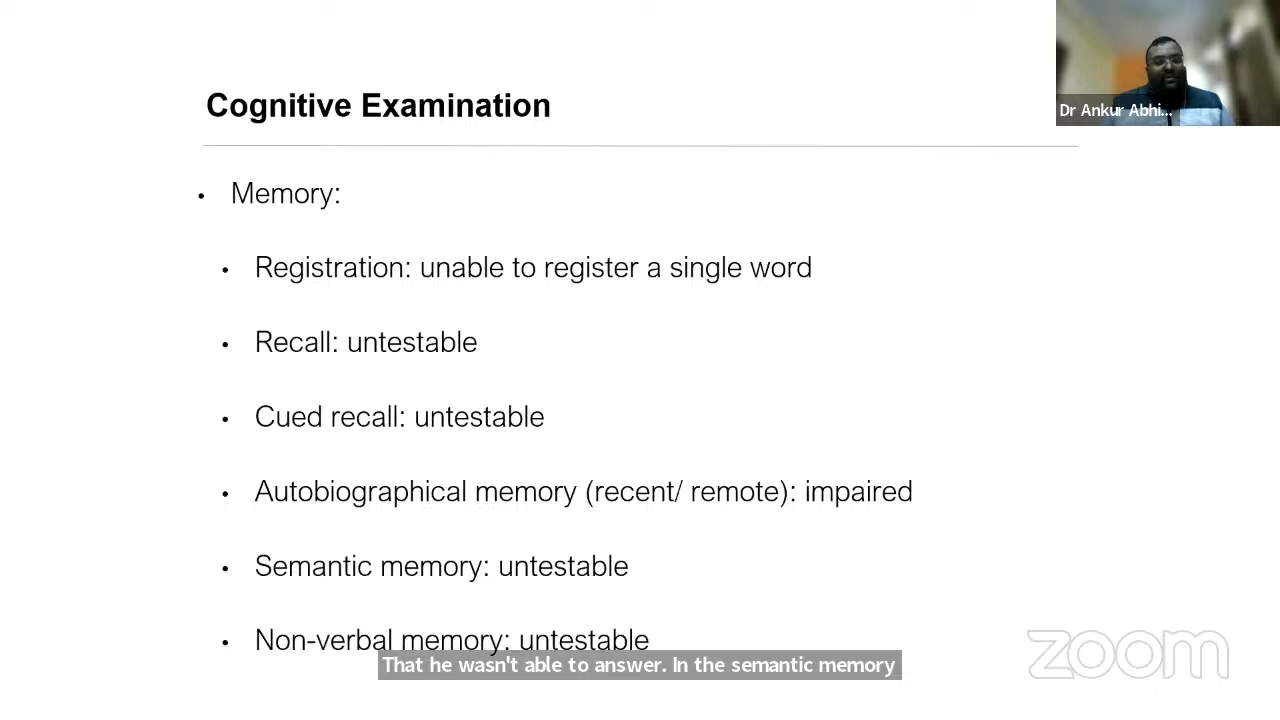 Cognitive Examination
Dr Ankur Abhi...
• Memory:
• Registration: unable to register a single word
• Recall: untestable
• Cued recall: untestable
• Autobiographical memory (recent/ remote): impaired
• Semantic memory: untestable
• Non-verbal memory: untestable
That he wasn't able to answer. In the semantic memory
zoom